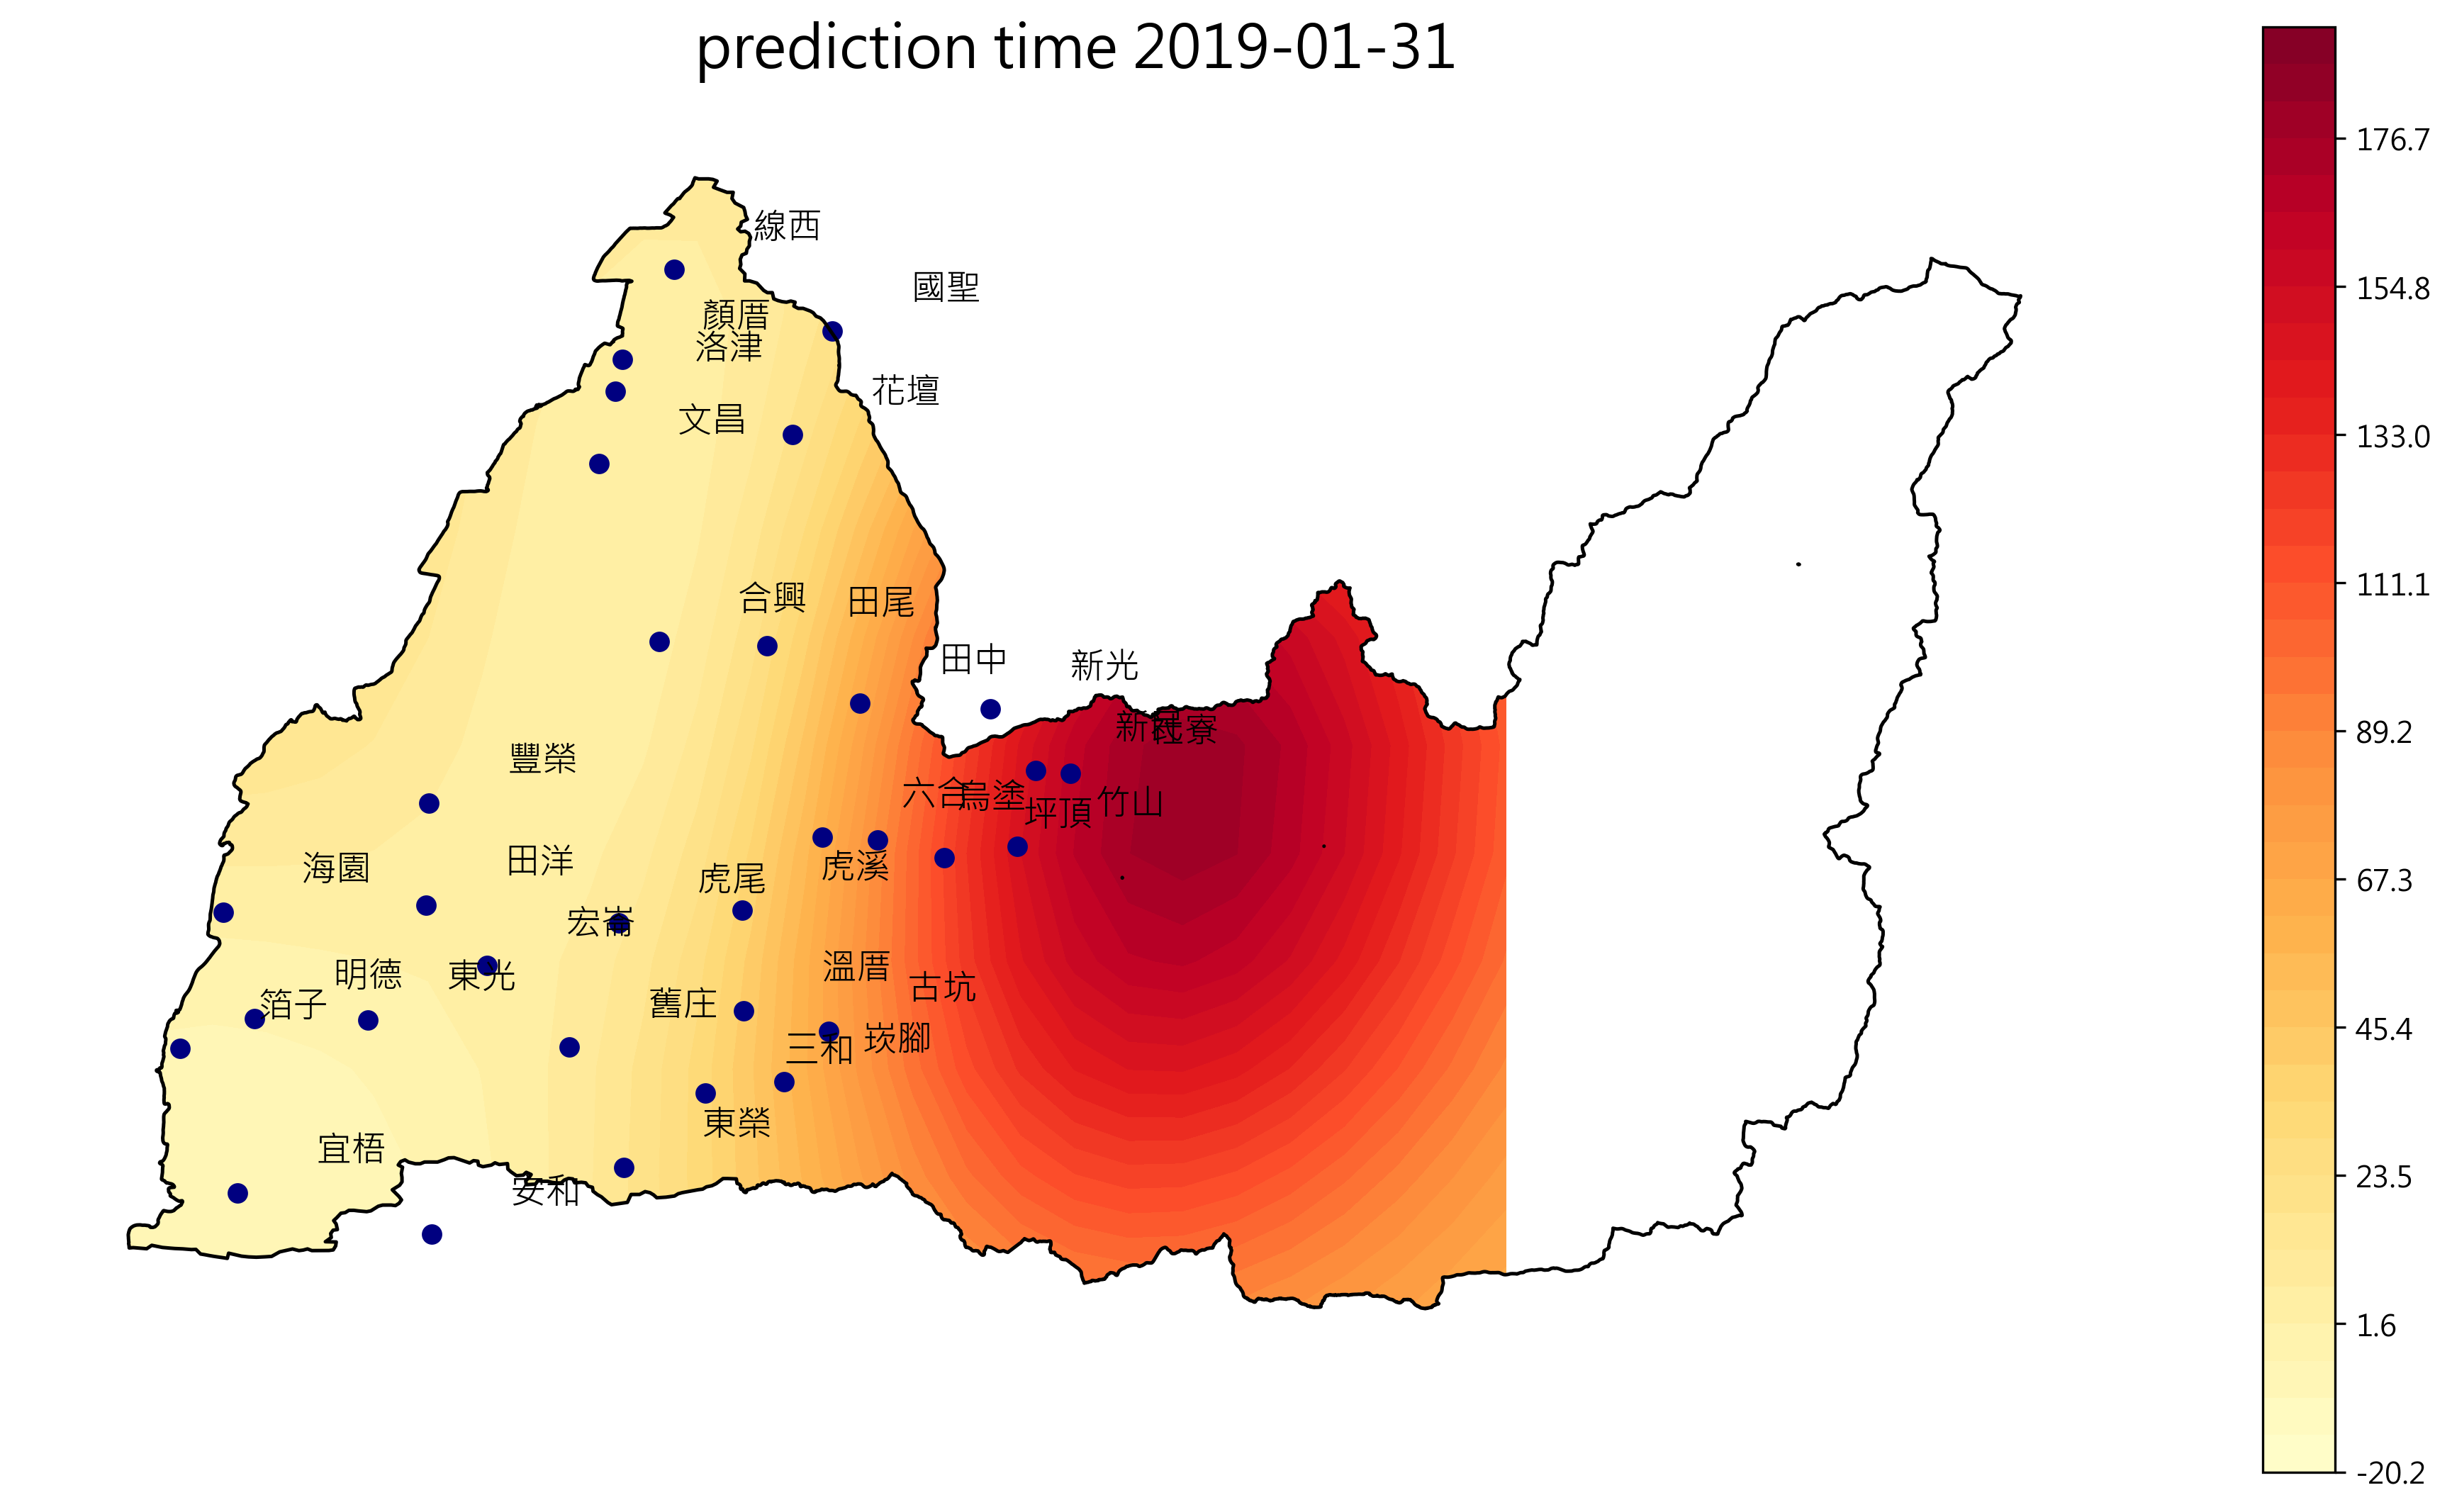 prediction time 2019-01-31
線西
國聖
顏厝
洛津
花壇
文昌
合興
田尾
田中
新光
新民
社寮
豐榮
六合
烏塗
坪頂
竹山
海園
田洋
虎尾
虎溪
宏崙
明德
東光
溫厝
古坑
箔子
舊庄
三和
崁腳
東榮
宜梧
安和
176.7
154.8
133.0
111.1
89.2
67.3
45.4
23.5
1.6
-20.2